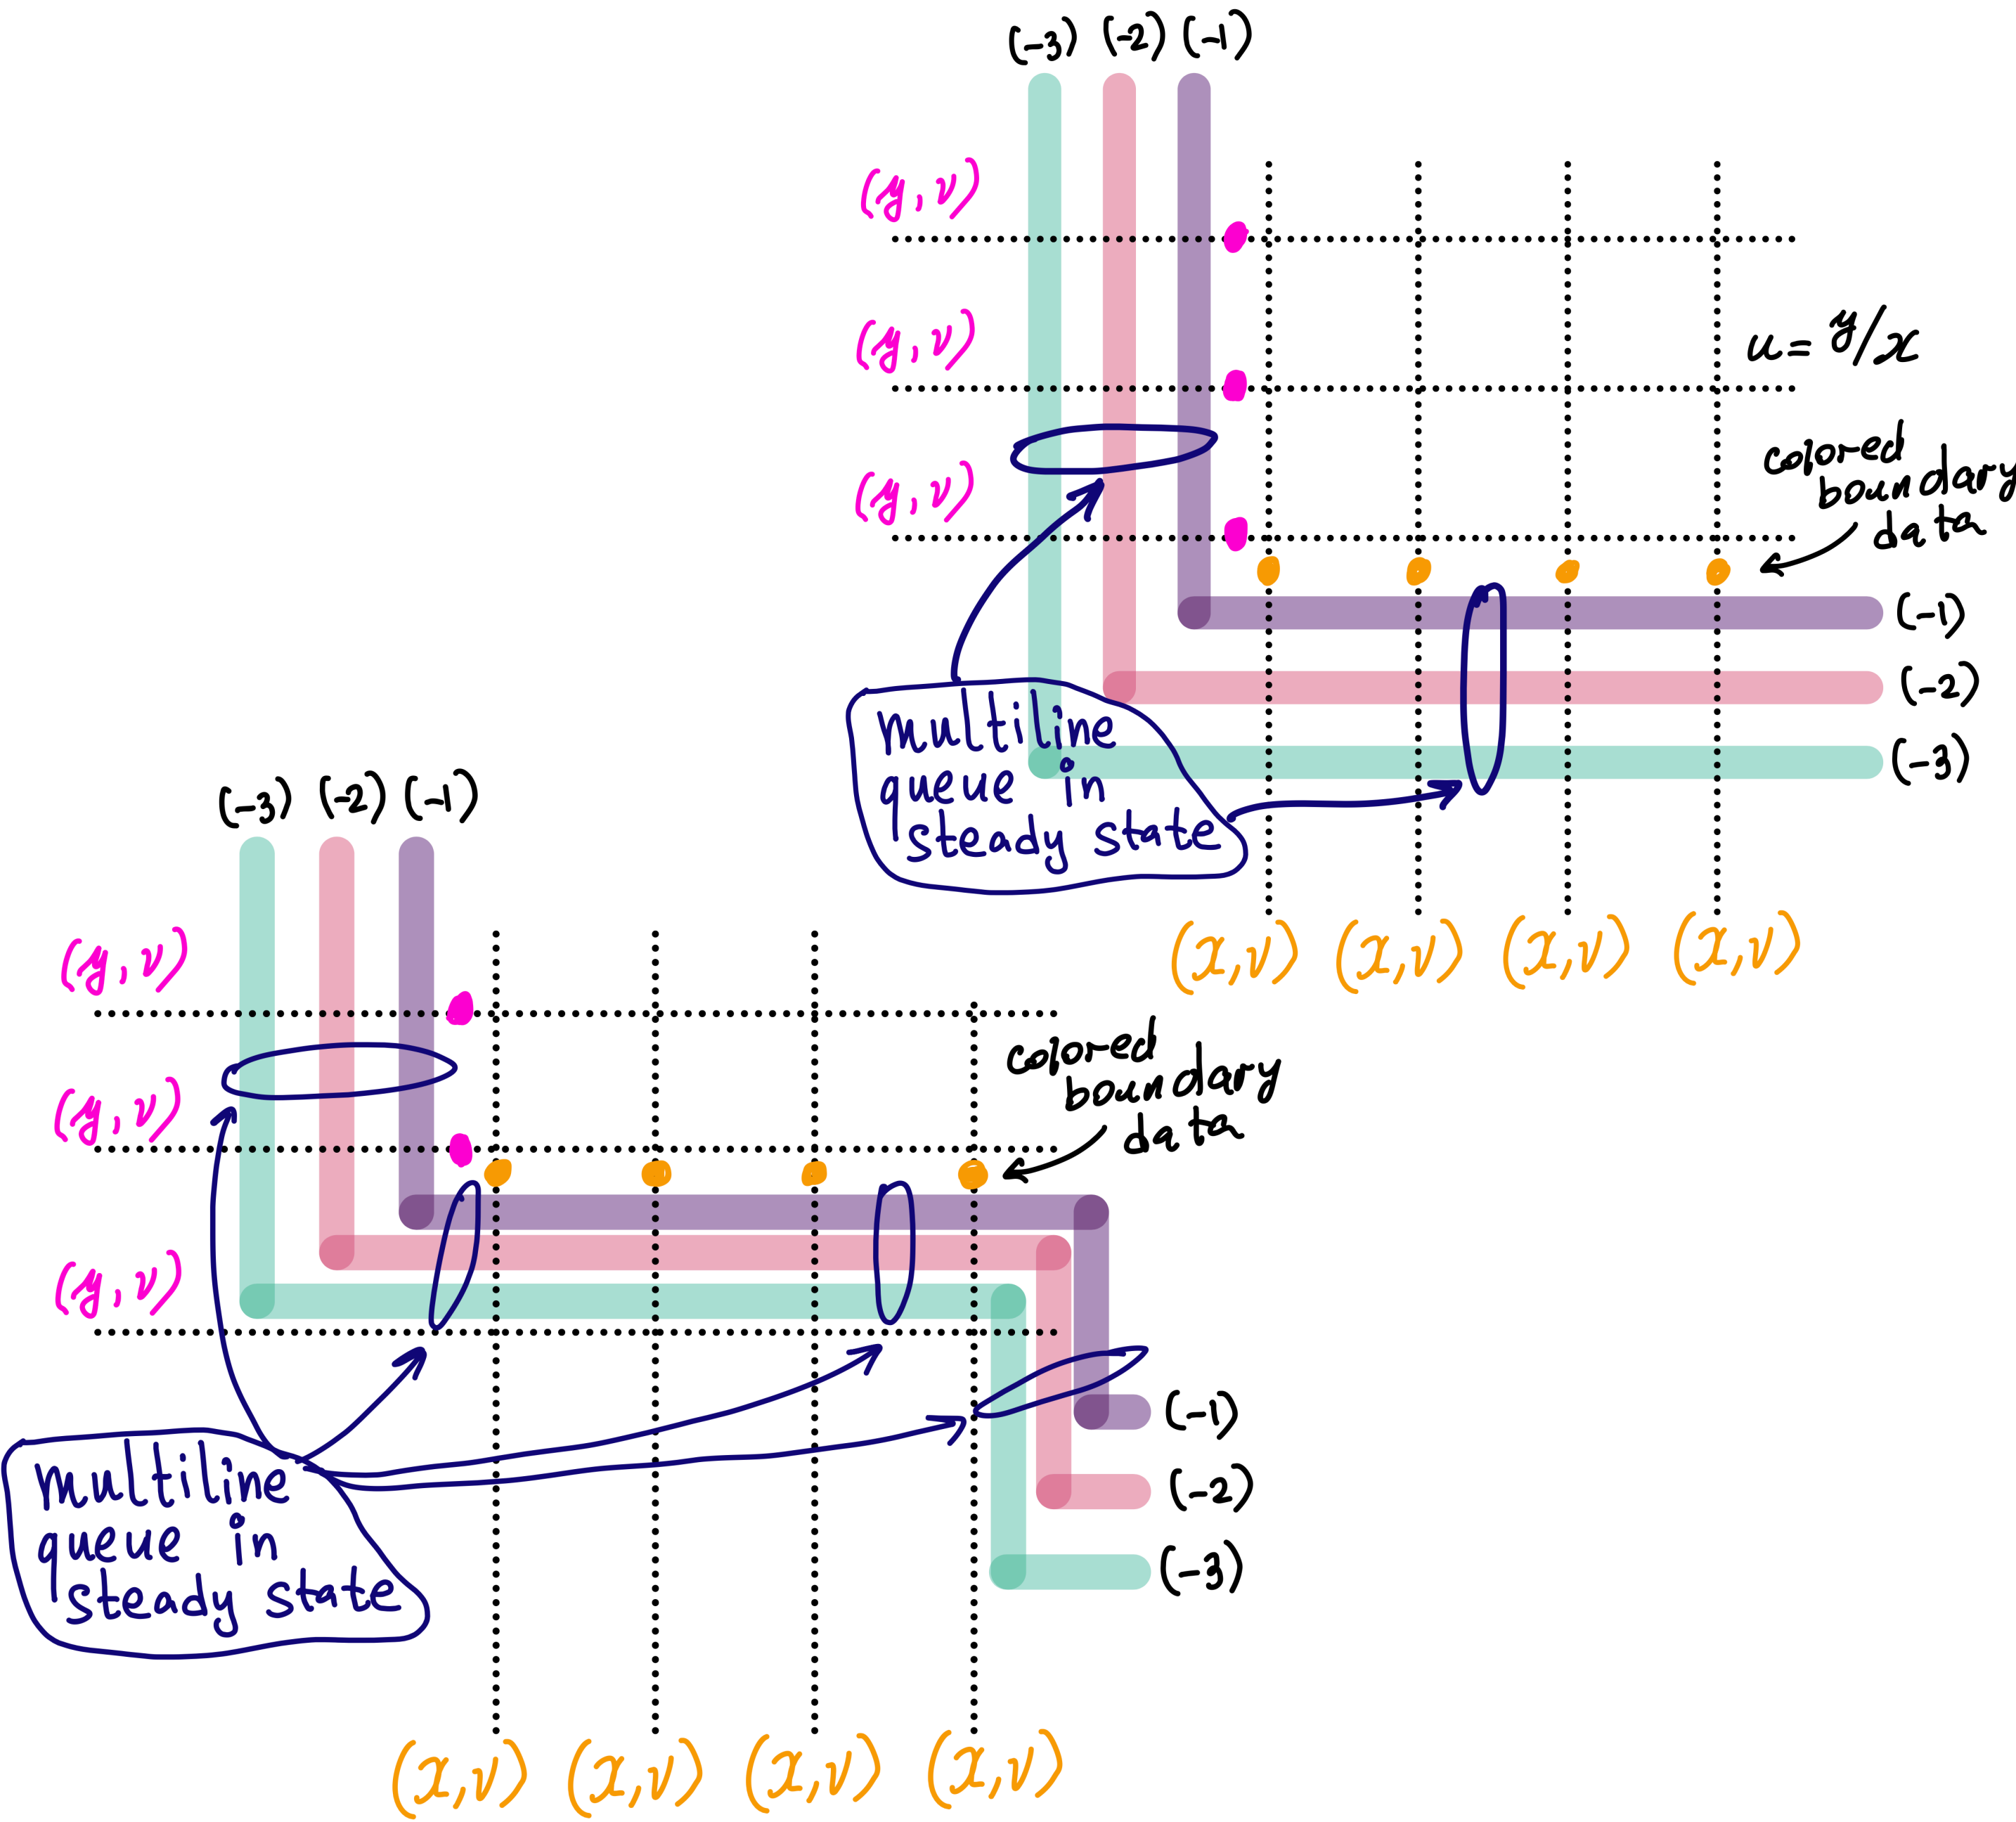 (-3) (-2) (-1)
(y, ν)
(y, ν)
u = y/x
colored
boundary
data
(y, ν)
(-1)
(-2)
(-3)
multiline
queue in
steady state
(x, ν) (x, ν) (x, ν) (x, ν)
(-3) (-2) (-1)
(y, ν)
(y, ν)
(y, ν)
colored
boundary
data
(-1)
(-2)
(-3)
multiline
queue in
steady state
(x, ν) (x, ν) (x, ν) (x, ν)